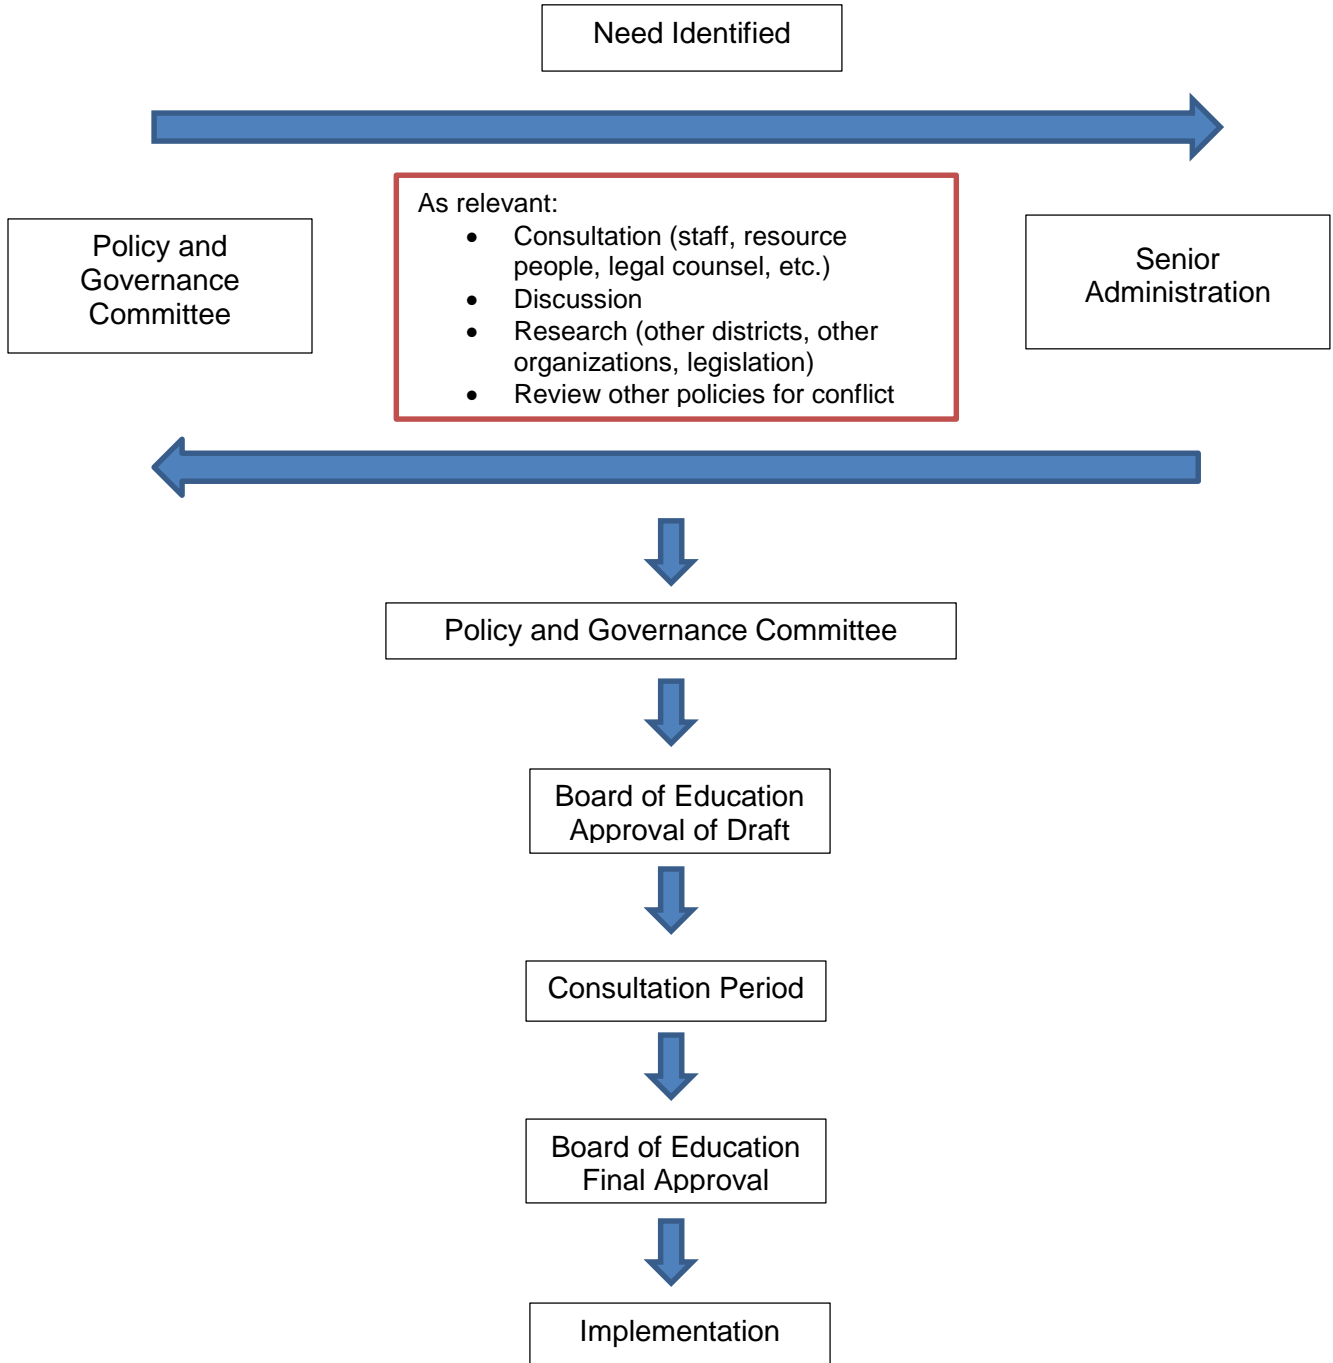 Need Identified
Policy and
Governance
Committee
As relevant:
• Consultation (staff, resource
people, legal counsel, etc.)
• Discussion
• Research (other districts, other
organizations, legislation)
• Review other policies for conflict
Senior
Administration
Policy and Governance Committee
Board of Education
Approval of Draft
Consultation Period
Board of Education
Final Approval
Implementation